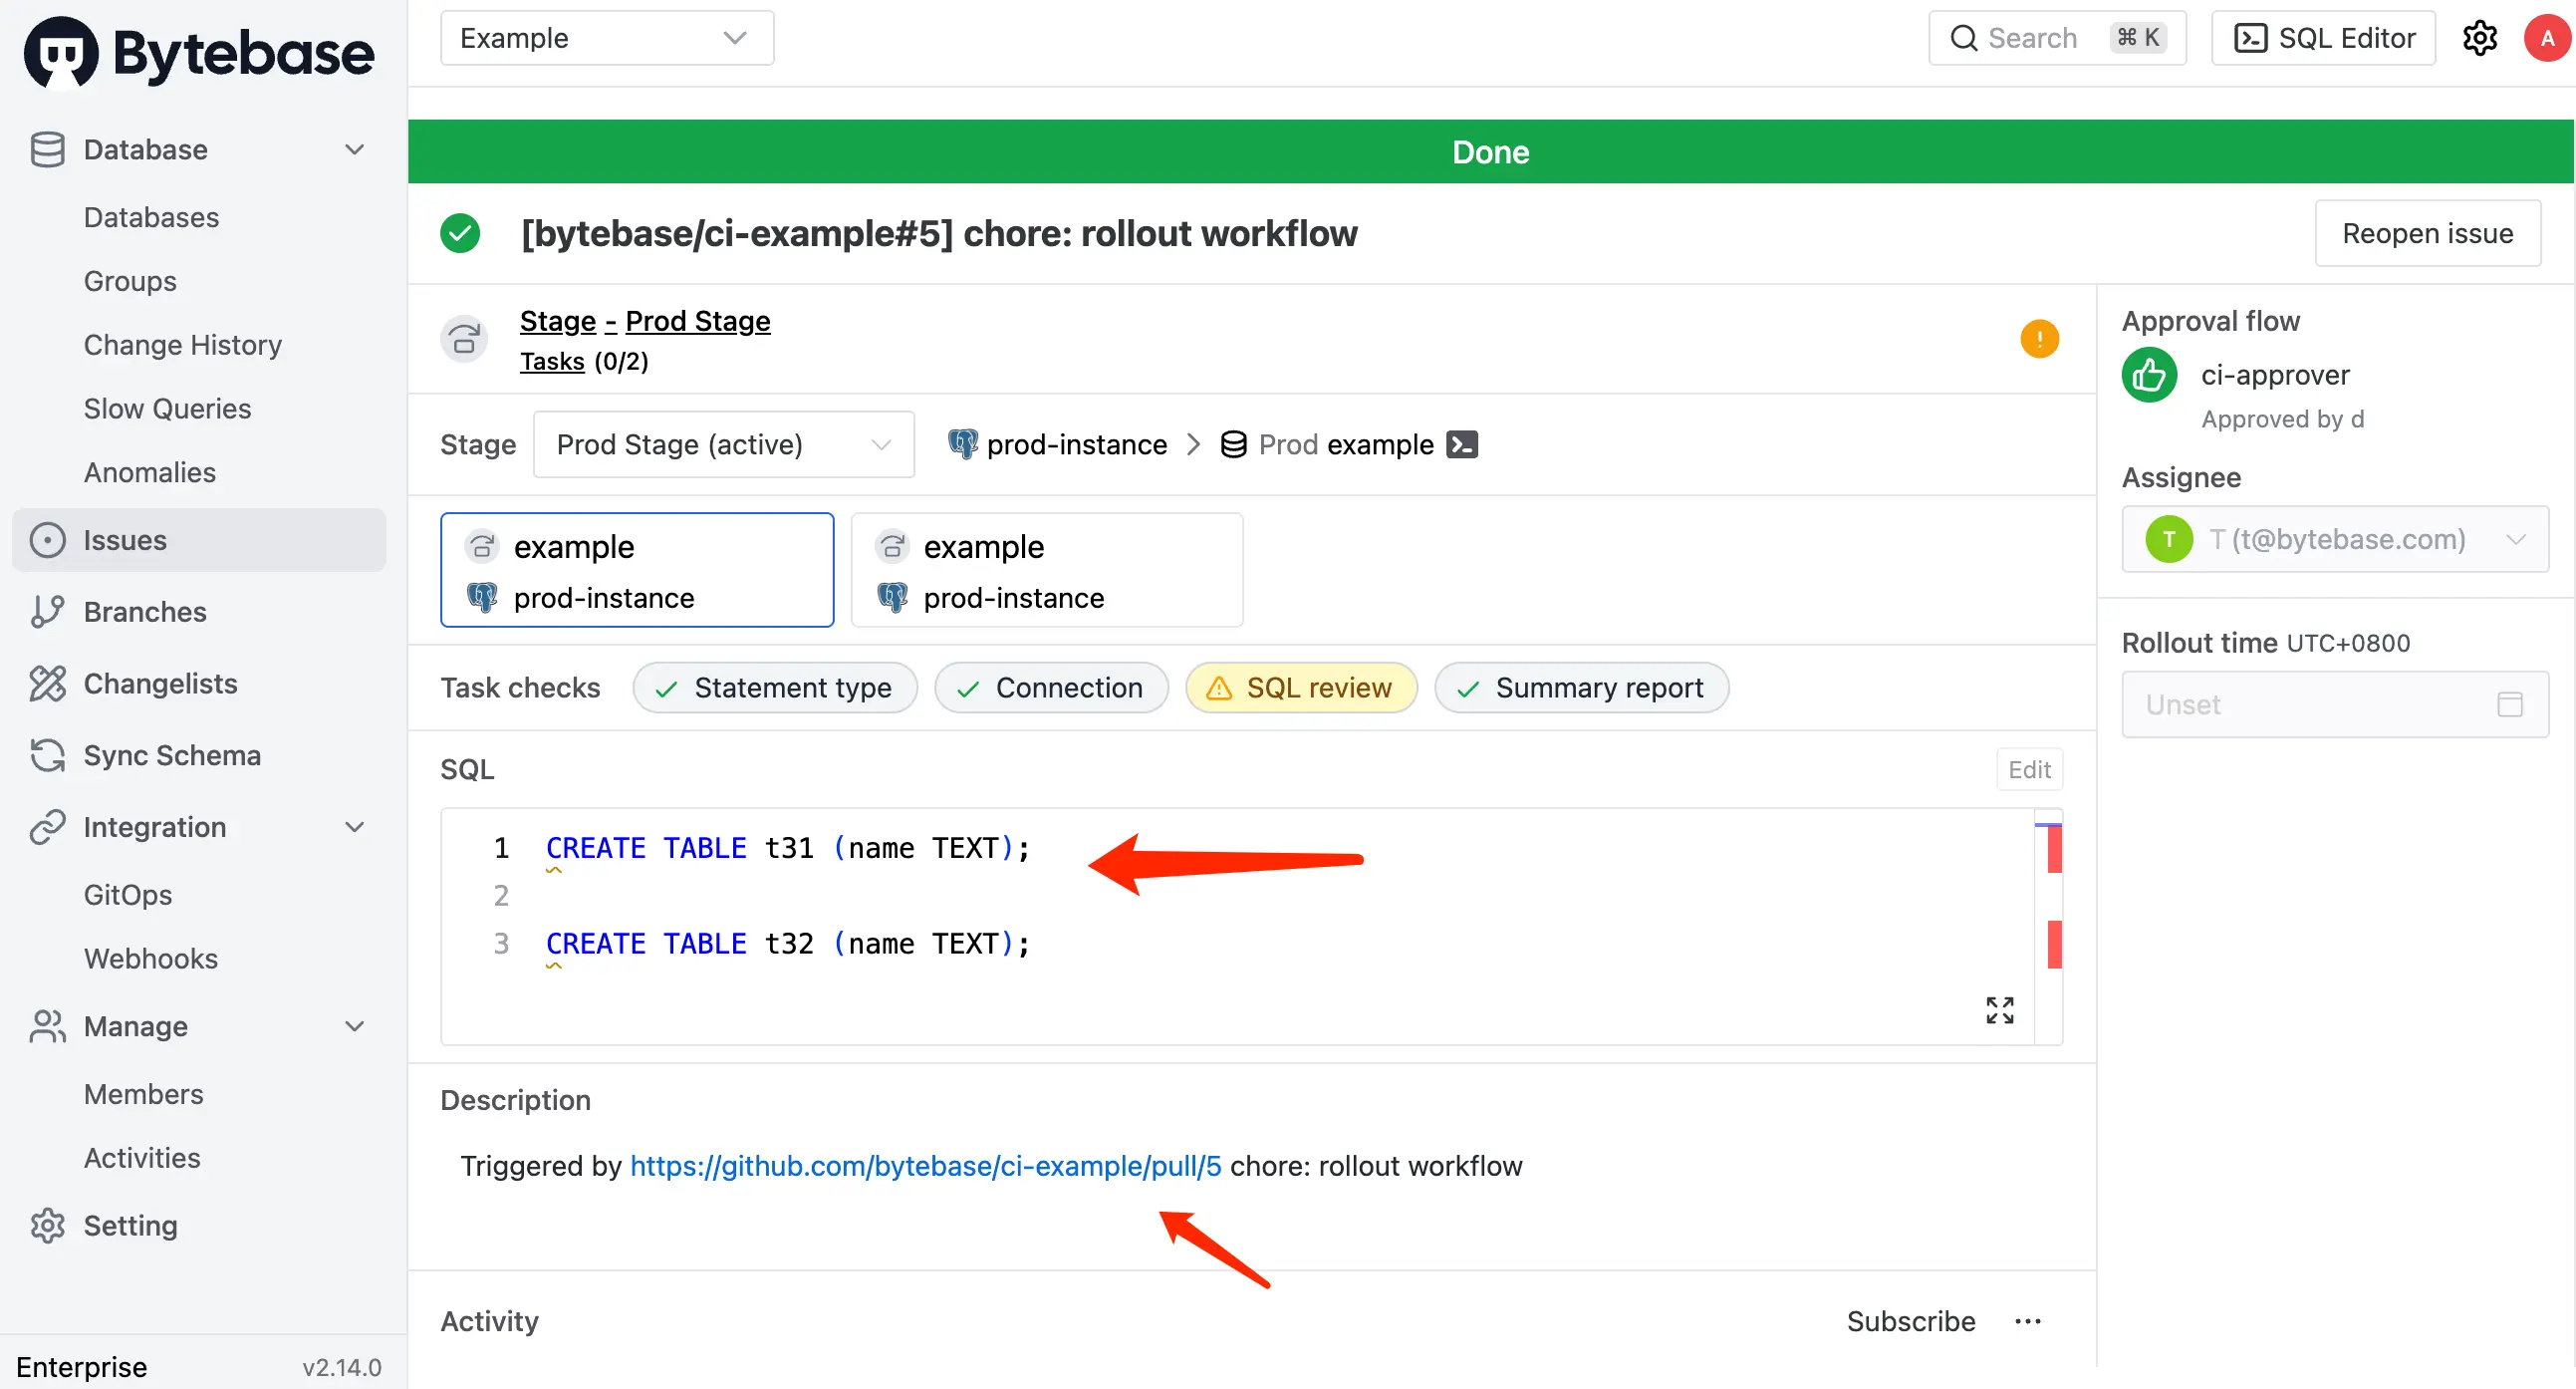 Bytebase
Example
Search ⌘ K
SQL Editor
A
Database
Databases
Groups
Change History
Slow Queries
Anomalies
Issues
Branches
Changelists
Sync Schema
Integration
GitOps
Webhooks
Manage
Members
Activities
Setting
Enterprise v2.14.0
Done
[bytebase/ci-example#5] chore: rollout workflow
Reopen issue
Stage - Prod Stage
Tasks (0/2)
Stage Prod Stage (active) prod-instance Prod example
example
prod-instance
example
prod-instance
Task checks Statement type Connection SQL review Summary report
SQL Edit
1 CREATE TABLE t31 (name TEXT);
2
3 CREATE TABLE t32 (name TEXT);
Description
Triggered by https://github.com/bytebase/ci-example/pull/5 chore: rollout workflow
Activity Subscribe ...
Approval flow
ci-approver
Approved by d
Assignee
T T (t@bytebase.com)
Rollout time UTC+0800
Unset